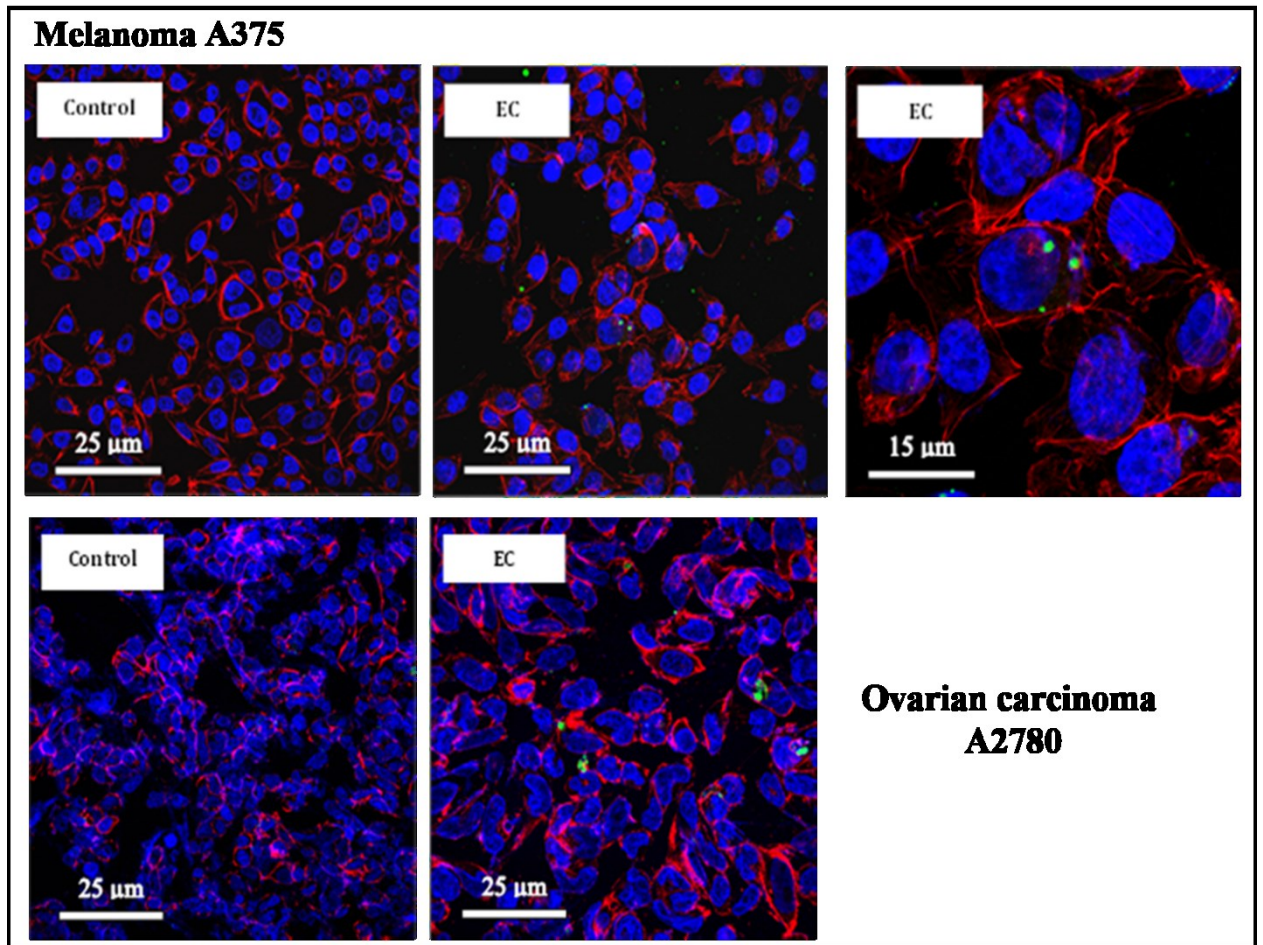 Melanoma A375
Control
EC
EC
25 μm
25 μm
15 μm
Control
EC
Ovarian carcinoma
A2780
25 μm
25 μm